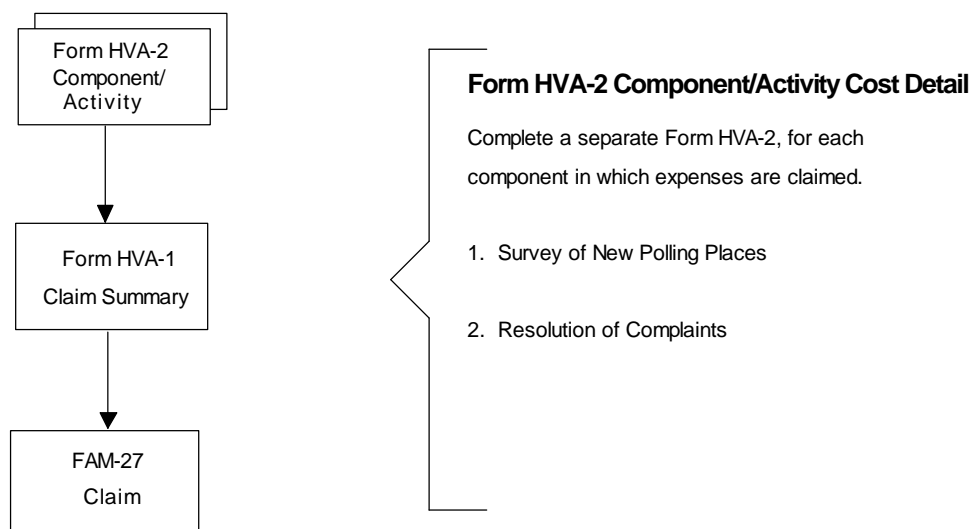 Form HVA-2
Component/
Activity
Form HVA-1
Claim Summary
FAM-27
Claim
Form HVA-2 Component/Activity Cost Detail
Complete a separate Form HVA-2, for each
component in which expenses are claimed.
1. Survey of New Polling Places
2. Resolution of Complaints